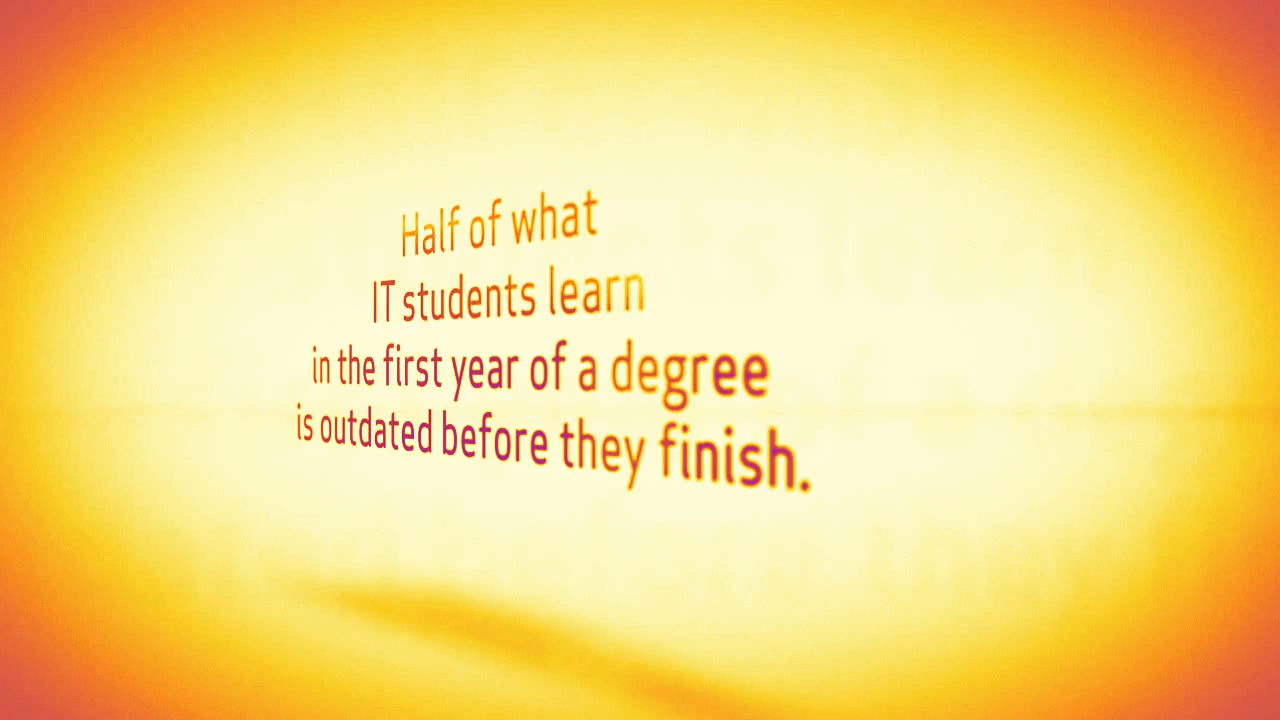 Half of what
IT students learn
in the first year of a degree
is outdated before they finish.